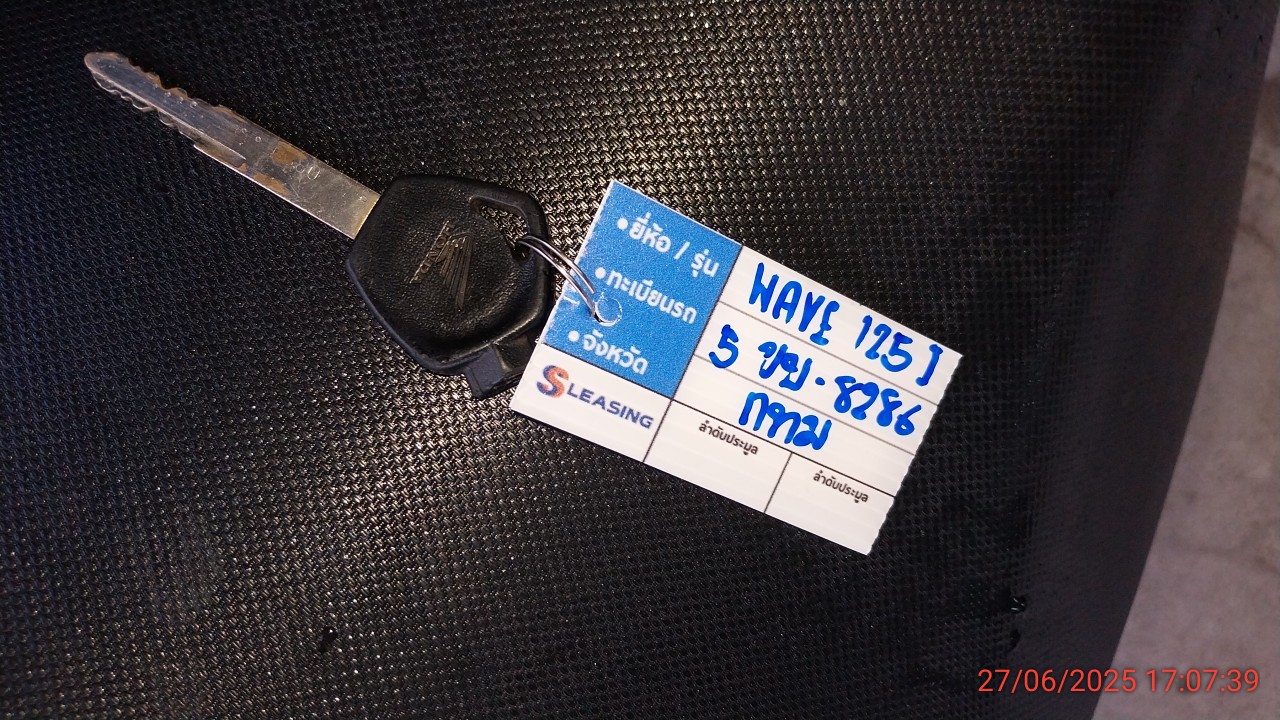 • ยี่ห้อ / รุ่น
WAVE 125 I
• ทะเบียนรถ
5 ขย - 8286
• จังหวัด
กทม
S LEASING
ลำดับประมูล
ลำดับประมูล
27/06/2025 17:07:39